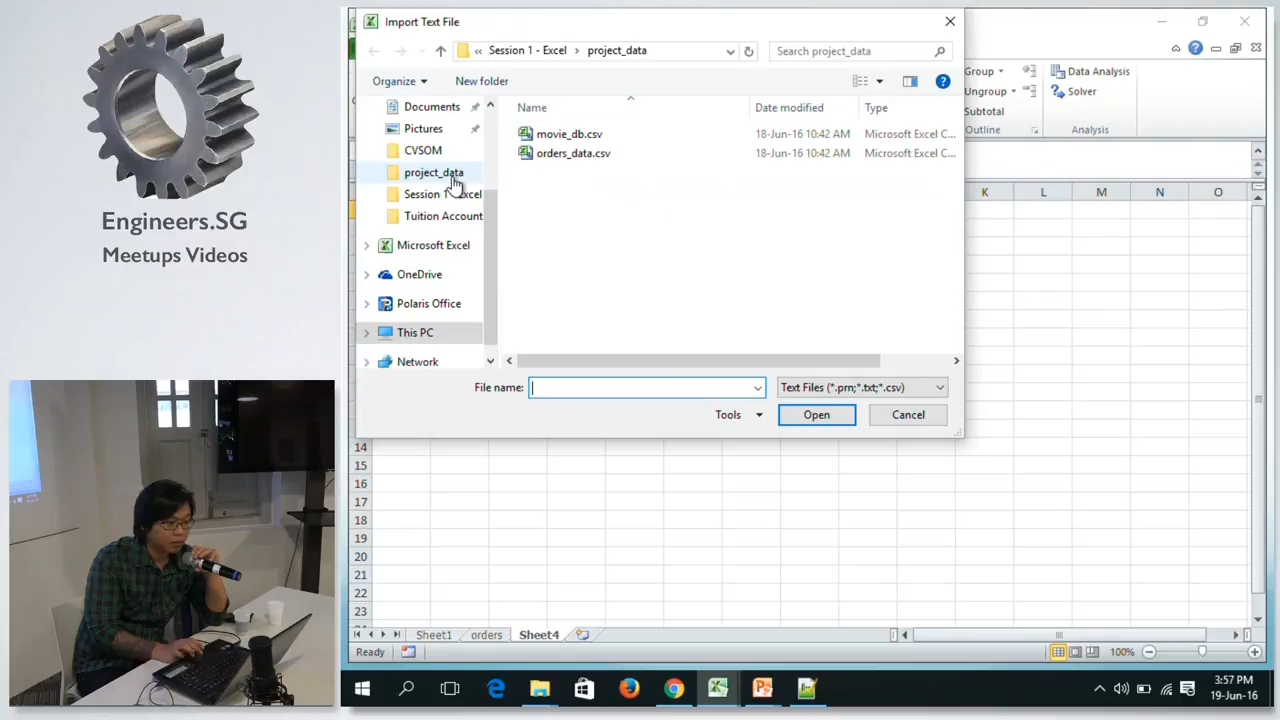 Import Text File
« Session 1 - Excel › project_data
Search project_data
Organize
New folder
Data Analysis
Solver
Analysis
Group
Ungroup
Subtotal
Outline
Documents
Pictures
CVSOM
project_data
Session 1 - Excel
Tuition Account
Microsoft Excel
OneDrive
Polaris Office
This PC
Network
Name
Date modified
Type
movie_db.csv
18-Jun-16 10:42 AM
Microsoft Excel C...
orders_data.csv
18-Jun-16 10:42 AM
Microsoft Excel C...
File name:
Text Files (*.prn;*.txt;*.csv)
Tools
Open
Cancel
K
L
M
N
O
14
15
16
17
18
19
20
21
22
23
Sheet1
orders
Sheet4
Ready
100%
3:57 PM
19-Jun-16
Engineers.SG
Meetups Videos